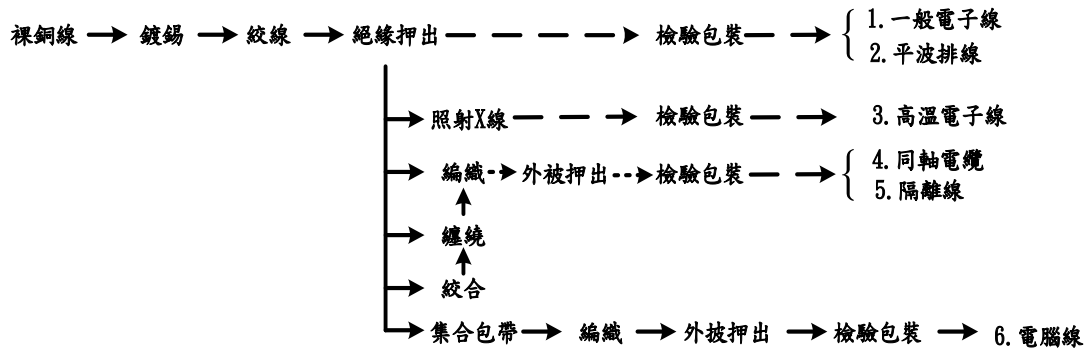 裸銅線 鍍錫 絞線 絕緣押出 檢驗包裝 1.一般電子線
2.平波排線
照射X線 檢驗包裝 3.高溫電子線
編織 外被押出 檢驗包裝 4.同軸電纜
5.隔離線
纏繞
絞合
集合包帶 編織 外披押出 檢驗包裝 6.電腦線